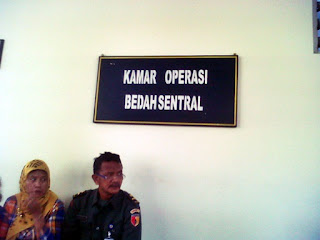 KAMAR OPERASI
BEDAH SENTRAL